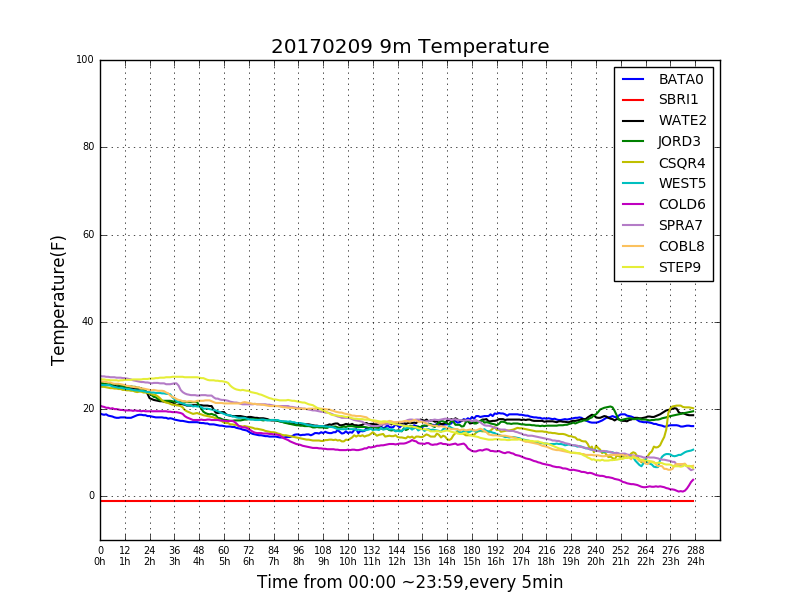 20170209 9m Temperature
100
80
60
40
20
0
Temperature(F)
BATA0
SBRI1
WATE2
JORD3
CSQR4
WEST5
COLD6
SPRA7
COBL8
STEP9
0 12 24 36 48 60 72 84 96 108 120 132 144 156 168 180 192 204 216 228 240 252 264 276 288
0h 1h 2h 3h 4h 5h 6h 7h 8h 9h 10h 11h 12h 13h 14h 15h 16h 17h 18h 19h 20h 21h 22h 23h 24h
Time from 00:00 ~23:59,every 5min